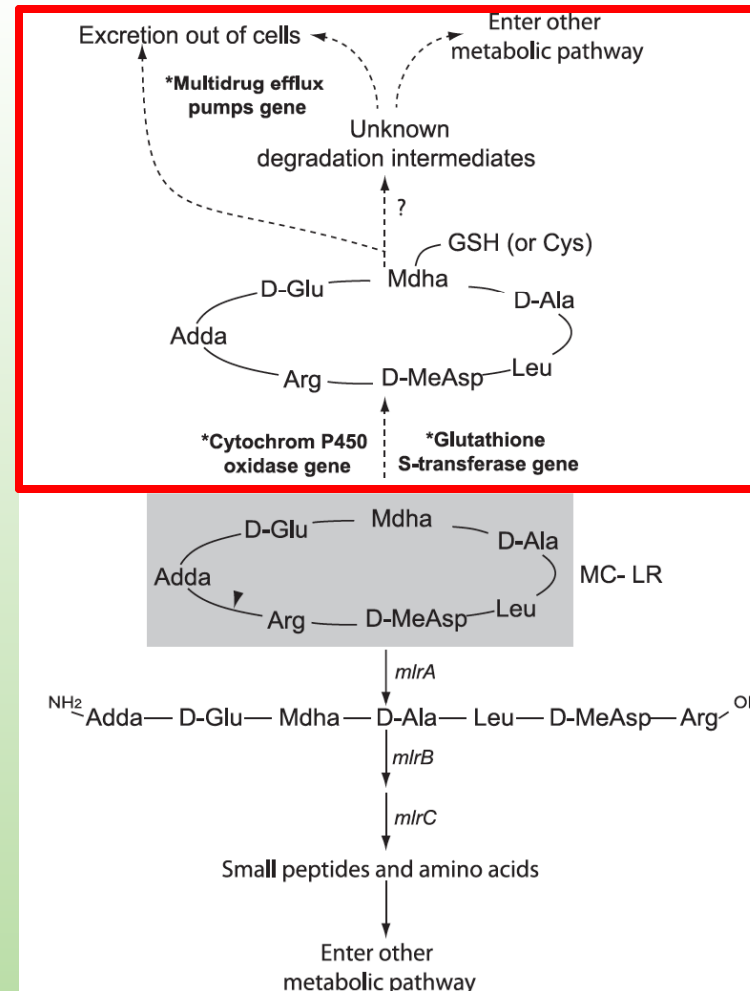 Excretion out of cells
Enter other
metabolic pathway
*Multidrug efflux
pumps gene
Unknown
degradation intermediates
?
GSH (or Cys)
D-Glu
Mdha
D-Ala
Adda
Arg
D-MeAsp
Leu
*Cytochrom P450
oxidase gene
*Glutathione
S-transferase gene
D-Glu
Mdha
D-Ala
Adda
MC- LR
Arg
D-MeAsp
Leu
mlrA
NH2
Adda— D-Glu — Mdha— D-Ala— Leu — D-MeAsp— Arg
mlrB
mlrC
Small peptides and amino acids
Enter other
metabolic pathway